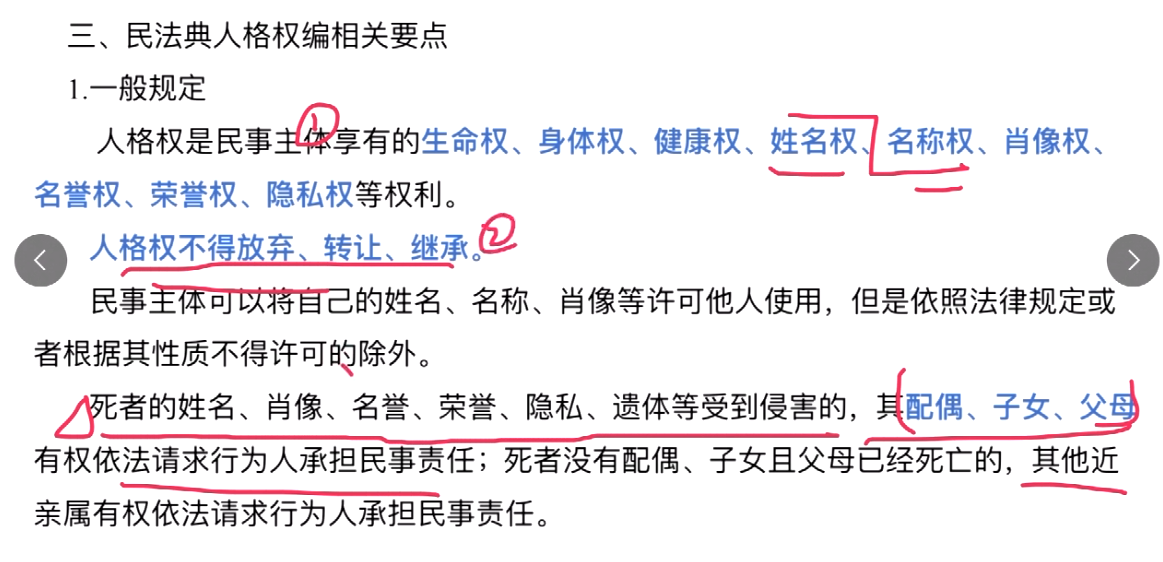 三、民法典人格权编相关要点
1.一般规定
人格权是民事主体享有的生命权、身体权、健康权、姓名权、名称权、肖像权、
名誉权、荣誉权、隐私权等权利。
人格权不得放弃、转让、继承。
民事主体可以将自己的姓名、名称、肖像等许可他人使用，但是依照法律规定或
者根据其性质不得许可的除外。
死者的姓名、肖像、名誉、荣誉、隐私、遗体等受到侵害的，其配偶、子女、父母
有权依法请求行为人承担民事责任；死者没有配偶、子女且父母已经死亡的，其他近
亲属有权依法请求行为人承担民事责任。
①
②